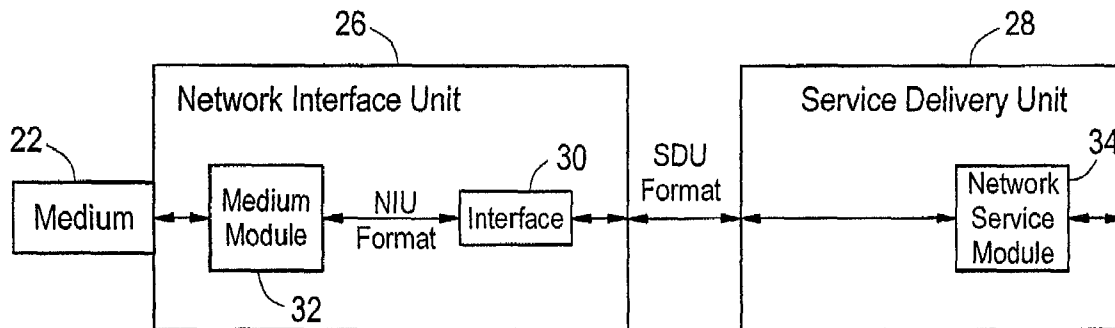 26
28
Network Interface Unit
Service Delivery Unit
22
30
34
SDU
Format
Medium
Medium
Module
NIU
Format
Interface
Network
Service
Module
32